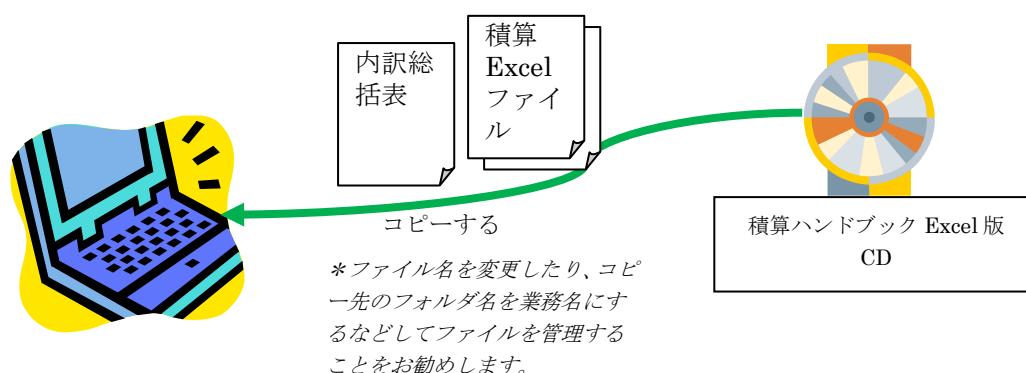 内訳総
括表
積算
Excel
ファイ
ル
積算ハンドブック Excel 版
CD
コピーする
＊ファイル名を変更したり、コピ
ー先のフォルダ名を業務名にす
るなどしてファイルを管理する
ことをお勧めします。